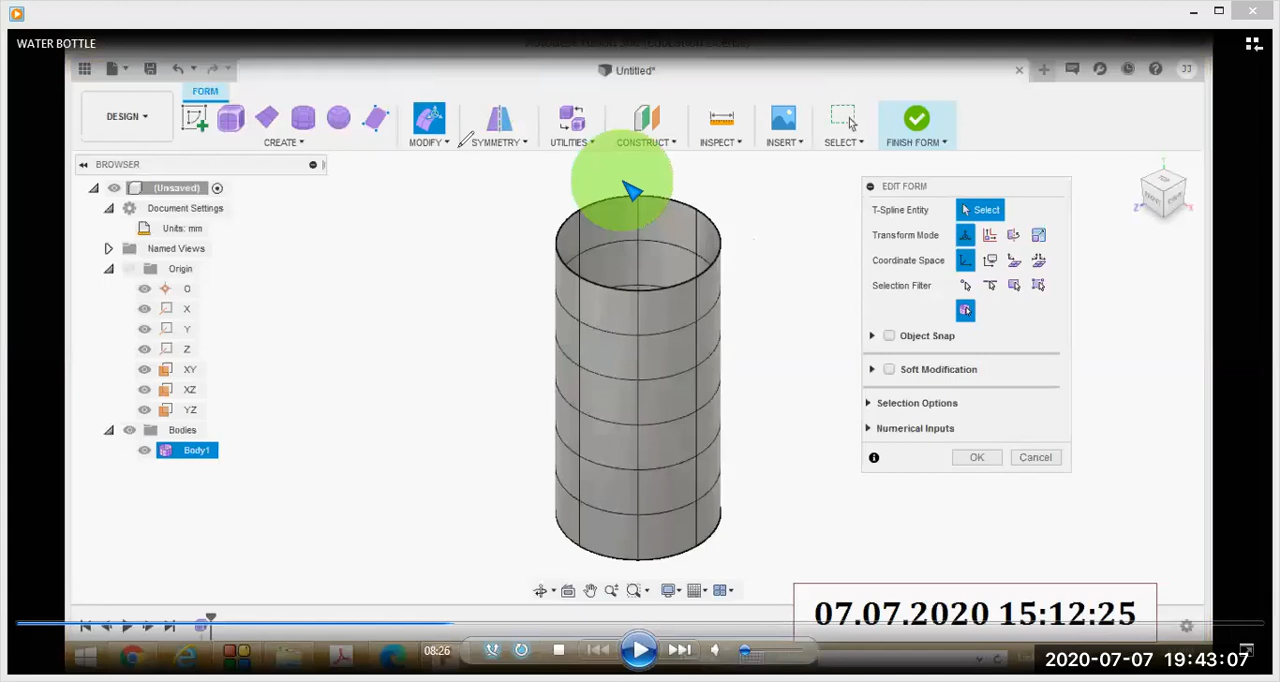 WATER BOTTLE
Untitled*
JJ
FORM
DESIGN
CREATE
MODIFY
SYMMETRY
UTILITIES
CONSTRUCT
INSPECT
INSERT
SELECT
FINISH FORM
BROWSER
(Unsaved)
Document Settings
Units: mm
Named Views
Origin
O
X
Y
Z
XY
XZ
YZ
Bodies
Body1
EDIT FORM
T-Spline Entity
Select
Transform Mode
Coordinate Space
Selection Filter
Object Snap
Soft Modification
Selection Options
Numerical Inputs
OK
Cancel
TOP
07.07.2020 15:12:25
08:26
2020-07-07 19:43:07